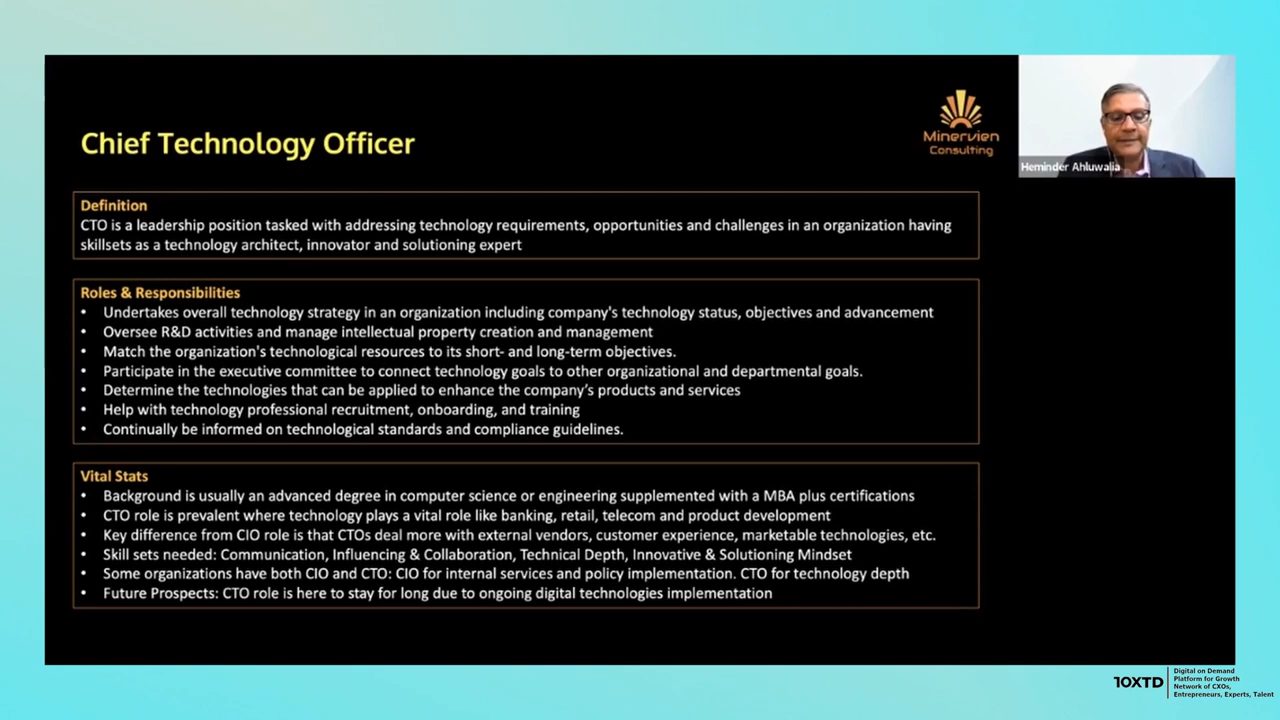 Chief Technology Officer
Minervien
Consulting
Heminder Ahluwalia
Definition
CTO is a leadership position tasked with addressing technology requirements, opportunities and challenges in an organization having
skillsets as a technology architect, innovator and solutioning expert
Roles & Responsibilities
• Undertakes overall technology strategy in an organization including company's technology status, objectives and advancement
• Oversee R&D activities and manage intellectual property creation and management
• Match the organization's technological resources to its short- and long-term objectives.
• Participate in the executive committee to connect technology goals to other organizational and departmental goals.
• Determine the technologies that can be applied to enhance the company's products and services
• Help with technology professional recruitment, onboarding, and training
• Continually be informed on technological standards and compliance guidelines.
Vital Stats
• Background is usually an advanced degree in computer science or engineering supplemented with a MBA plus certifications
• CTO role is prevalent where technology plays a vital role like banking, retail, telecom and product development
• Key difference from CIO role is that CTOs deal more with external vendors, customer experience, marketable technologies, etc.
• Skill sets needed: Communication, Influencing & Collaboration, Technical Depth, Innovative & Solutioning Mindset
• Some organizations have both CIO and CTO: CIO for internal services and policy implementation. CTO for technology depth
• Future Prospects: CTO role is here to stay for long due to ongoing digital technologies implementation
10XTD
Digital on Demand
Platform for Growth
Network of CXOs,
Entrepreneurs, Experts, Talent